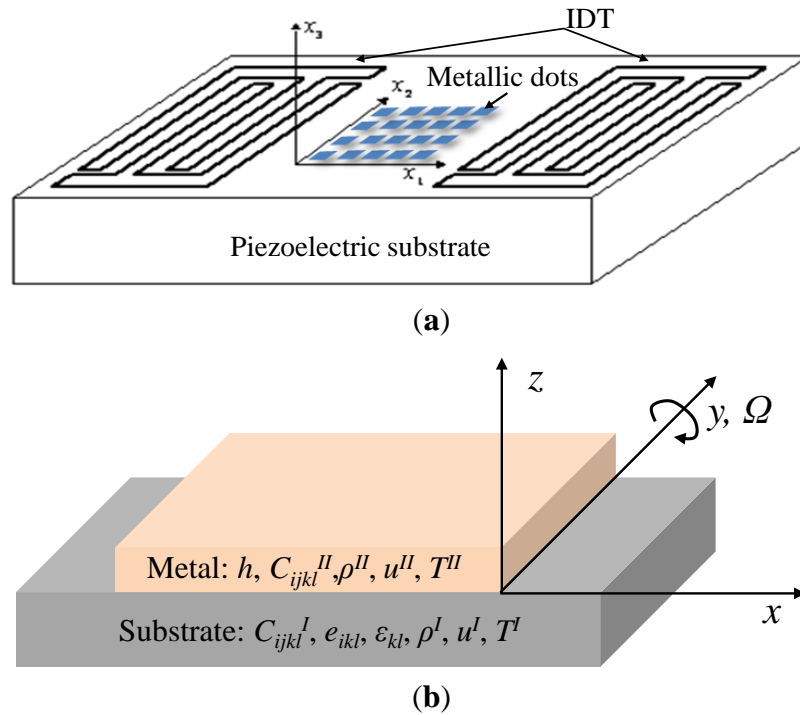 IDT
x₃
Metallic dots
x₂
x₁
Piezoelectric substrate
(a)
z
y, Ω
Metal: h, Cᵢⱼₖₗᴵᴵ,ρᴵᴵ, uᴵᴵ, Tᴵᴵ
x
Substrate: Cᵢⱼₖₗᴵ, eᵢₖₗ, εₖₗ, ρᴵ, uᴵ, Tᴵ
(b)